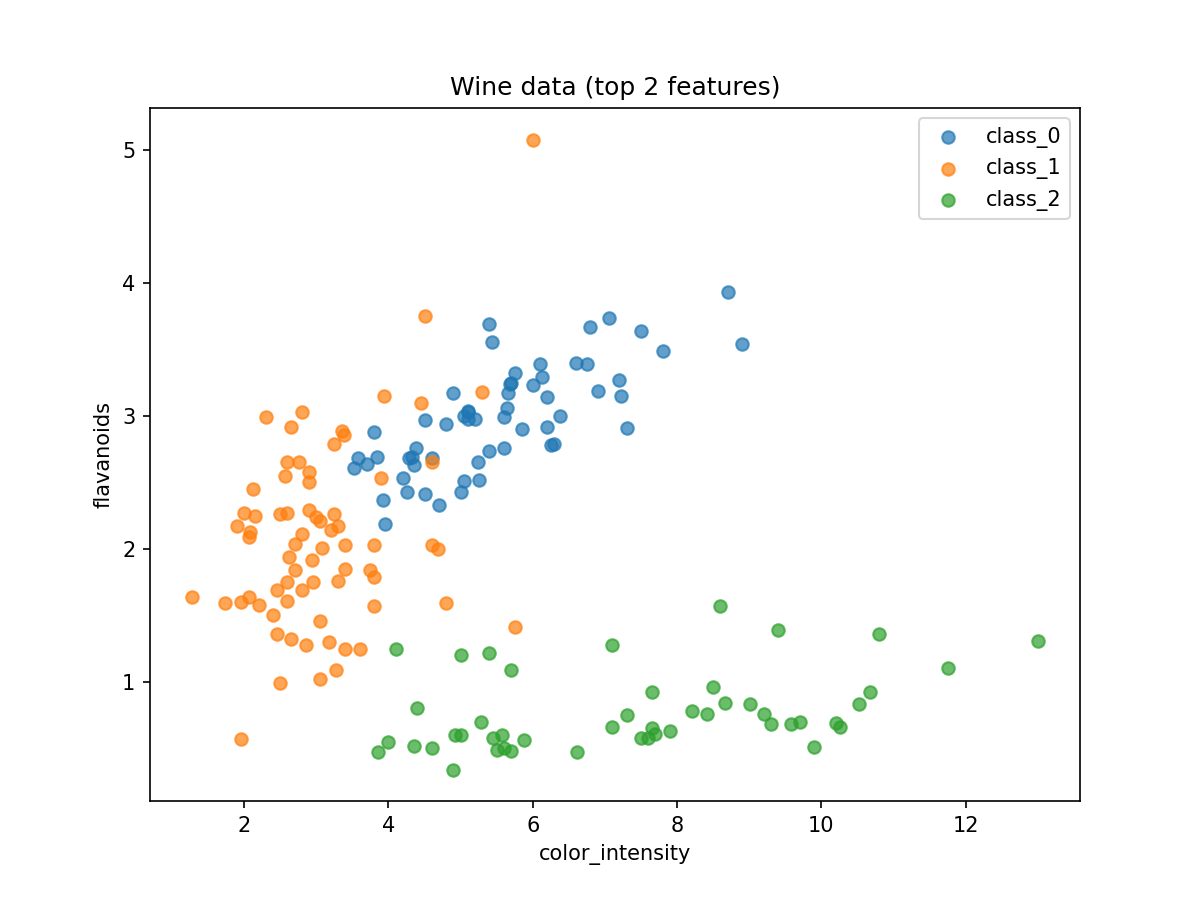 Wine data (top 2 features)
class_0
class_1
class_2
5
4
3
2
1
flavanoids
2 4 6 8 10 12
color_intensity